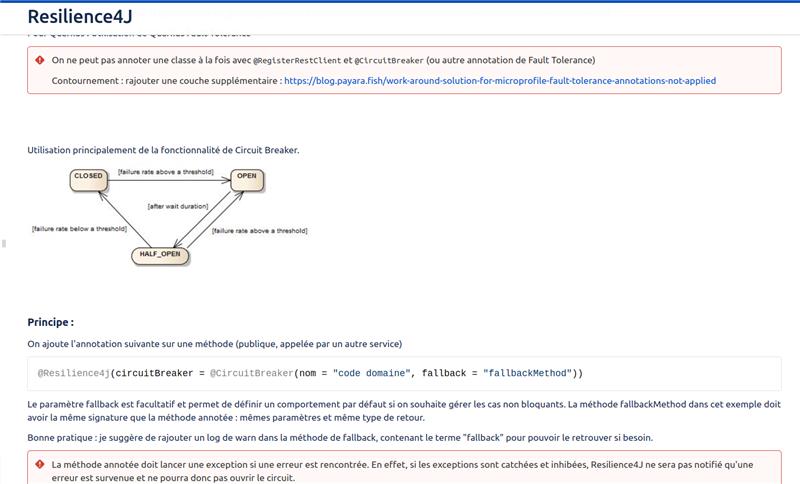 Resilience4J
Pour Quarkus l'utilisation de Quarkus Fault Tolerance
On ne peut pas annoter une classe à la fois avec @RegisterRestClient et @CircuitBreaker (ou autre annotation de Fault Tolerance)
Contournement : rajouter une couche supplémentaire : https://blog.payara.fish/work-around-solution-for-microprofile-fault-tolerance-annotations-not-applied
Utilisation principalement de la fonctionnalité de Circuit Breaker.
CLOSED
[failure rate above a threshold]
OPEN
[after wait duration]
[failure rate below a threshold]
[failure rate above a threshold]
HALF_OPEN
Principe :
On ajoute l'annotation suivante sur une méthode (publique, appelée par un autre service)
@Resilience4j(circuitBreaker = @CircuitBreaker(nom = "code domaine", fallback = "fallbackMethod"))
Le paramètre fallback est facultatif et permet de définir un comportement par défaut si on souhaite gérer les cas non bloquants. La méthode fallbackMethod dans cet exemple doit
avoir la même signature que la méthode annotée : mêmes paramètres et même type de retour.
Bonne pratique : je suggère de rajouter un log de warn dans la méthode de fallback, contenant le terme "fallback" pour pouvoir le retrouver si besoin.
La méthode annotée doit lancer une exception si une erreur est rencontrée. En effet, si les exceptions sont catchées et inhibées, Resilience4J ne sera pas notifié qu'une
erreur est survenue et ne pourra donc pas ouvrir le circuit.